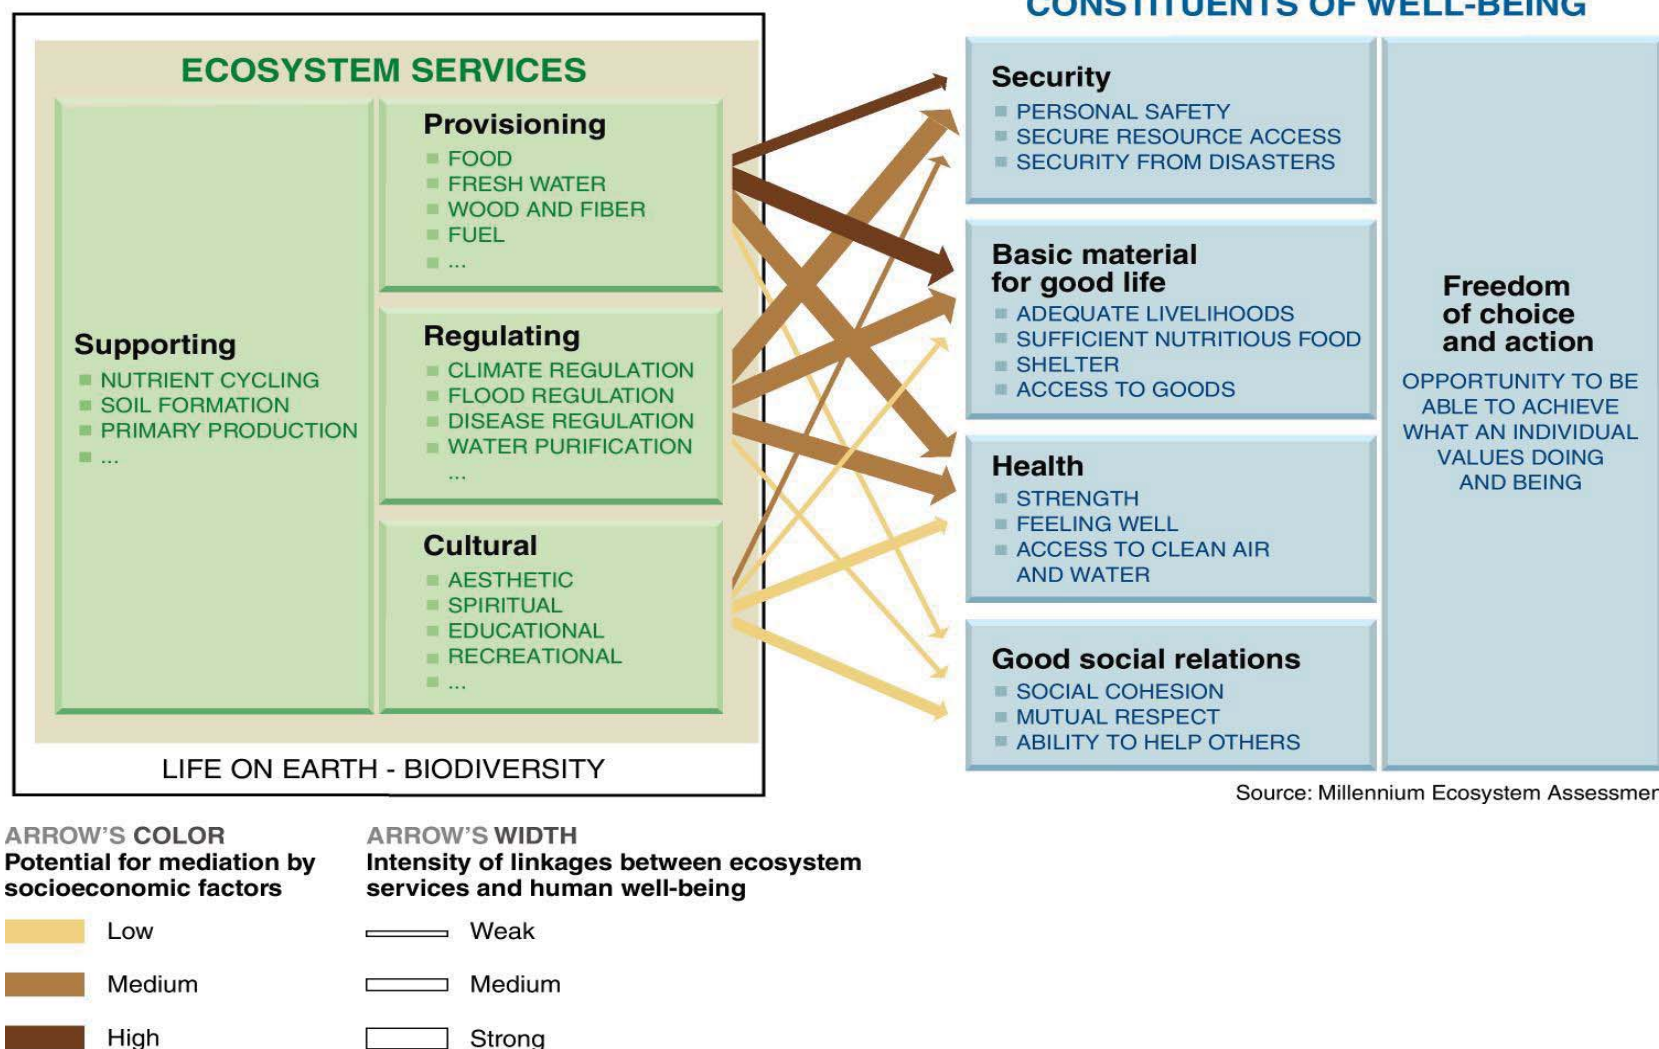 CONSTITUENTS OF WELL-BEING
ECOSYSTEM SERVICES
Supporting
NUTRIENT CYCLING
SOIL FORMATION
PRIMARY PRODUCTION
...
Provisioning
FOOD
FRESH WATER
WOOD AND FIBER
FUEL
...
Regulating
CLIMATE REGULATION
FLOOD REGULATION
DISEASE REGULATION
WATER PURIFICATION
...
Cultural
AESTHETIC
SPIRITUAL
EDUCATIONAL
RECREATIONAL
...
LIFE ON EARTH - BIODIVERSITY
Security
PERSONAL SAFETY
SECURE RESOURCE ACCESS
SECURITY FROM DISASTERS
Basic material
for good life
ADEQUATE LIVELIHOODS
SUFFICIENT NUTRITIOUS FOOD
SHELTER
ACCESS TO GOODS
Health
STRENGTH
FEELING WELL
ACCESS TO CLEAN AIR
AND WATER
Good social relations
SOCIAL COHESION
MUTUAL RESPECT
ABILITY TO HELP OTHERS
Freedom
of choice
and action
OPPORTUNITY TO BE
ABLE TO ACHIEVE
WHAT AN INDIVIDUAL
VALUES DOING
AND BEING
Source: Millennium Ecosystem Assessmen
ARROW'S COLOR
Potential for mediation by
socioeconomic factors
Low
Medium
High
ARROW'S WIDTH
Intensity of linkages between ecosystem
services and human well-being
Weak
Medium
Strong